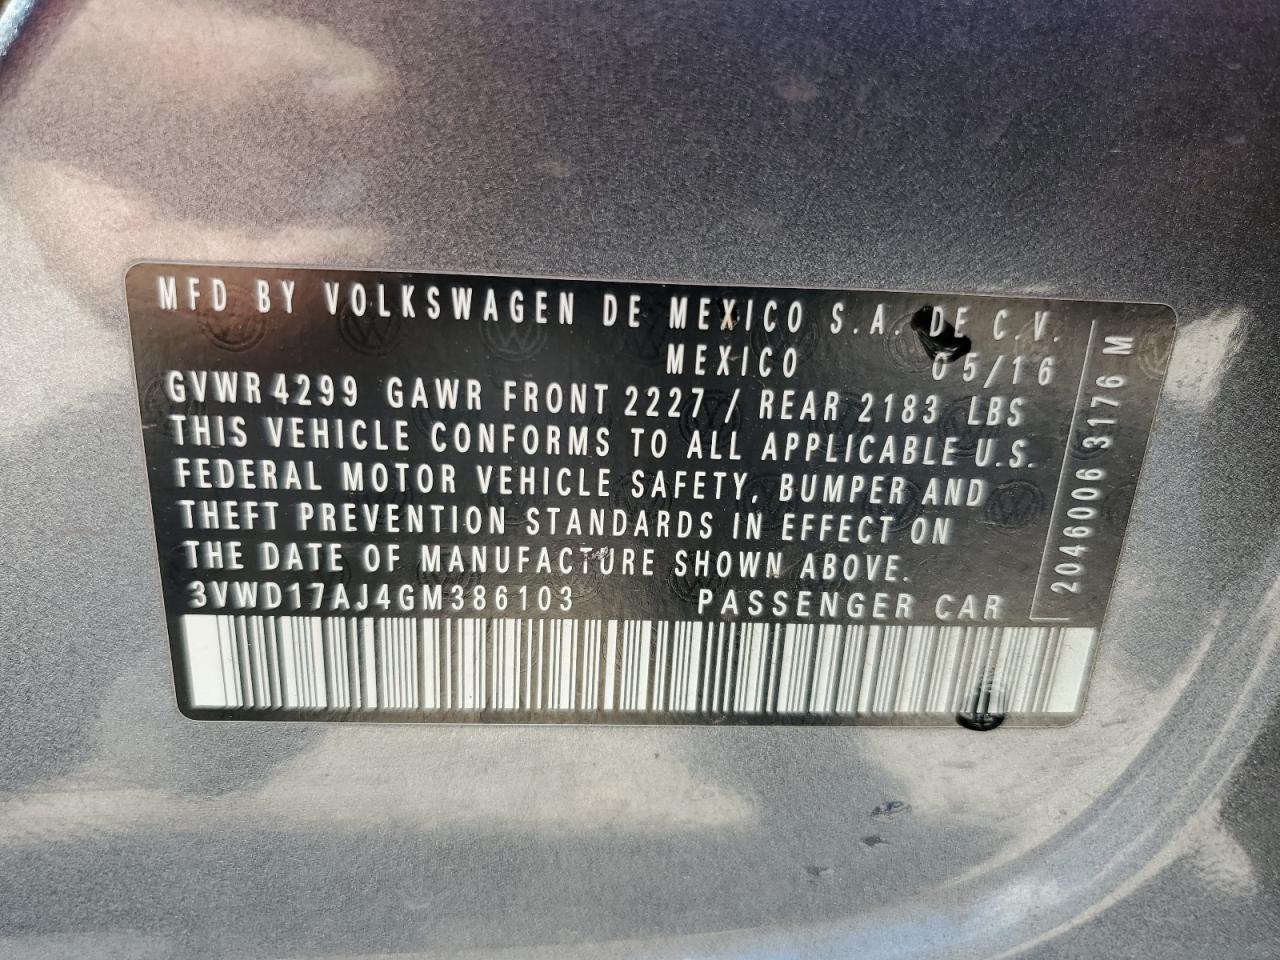 MFD BY VOLKSWAGEN DE MEXICO S.A. DE C.V.
MEXICO 05/16
GVWR 4299 GAWR FRONT 2227 / REAR 2183 LBS
THIS VEHICLE CONFORMS TO ALL APPLICABLE U.S.
FEDERAL MOTOR VEHICLE SAFETY, BUMPER AND
THEFT PREVENTION STANDARDS IN EFFECT ON
THE DATE OF MANUFACTURE SHOWN ABOVE.
3VWD17AJ4GM386103 PASSENGER CAR
2046006 3176 M